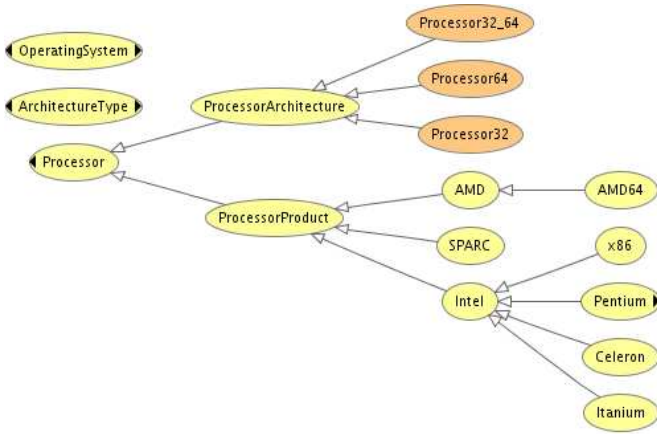 Processor32_64
OperatingSystem
Processor64
ArchitectureType
ProcessorArchitecture
Processor32
Processor
AMD
AMD64
ProcessorProduct
SPARC
x86
Intel
Pentium
Celeron
Itanium